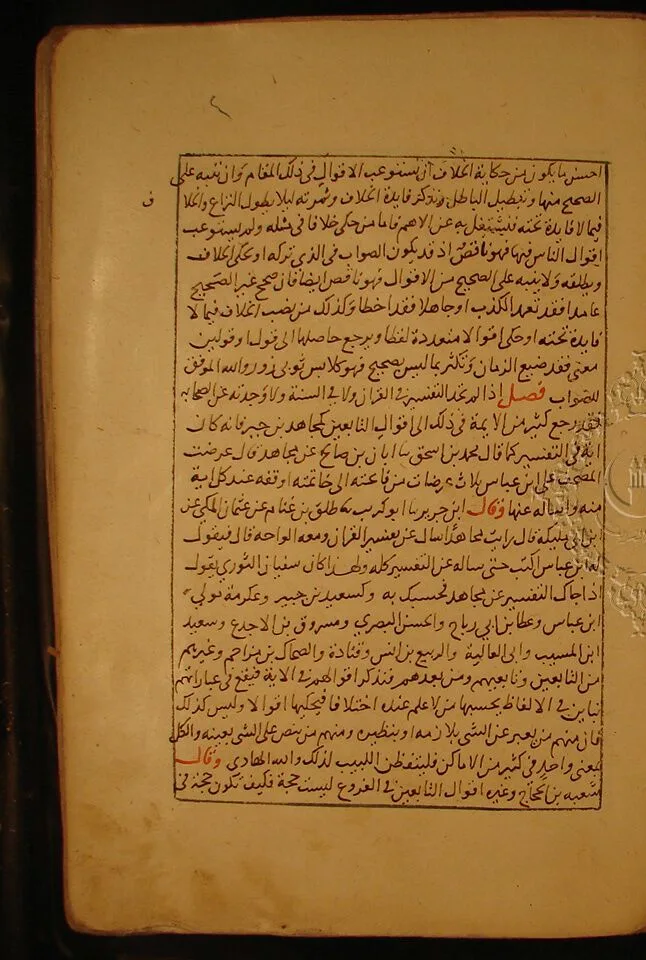 احسن ما يكون من حكاية الخلاف ان تستوعب الاقوال في ذلك المقام وان تنبه على
الصحيح منها وتبطل الباطل وتذكر فايدة الخلاف وثمرته ليلا يطول النزاع والخلا
ف
فيما لا فايدة تحته فتشتغل به عن الاهم فاما من حكى خلافا في مسئلة ولم يستوعب
اقوال الناس فيها فهو ناقص اذ قد يكون الصواب في الذي تركه او يحكي الخلاف
ويطلقه ولا ينبه على الصحيح من الاقوال فهو ناقص ايضا فان صحح غير الصحيح
عامدا فقد تعمد الكذب او جاهلا فقد اخطا وكذلك من نصب الخلاف فيما لا
فايدة تحته او حكى اقوالا متعددة لفظا ويرجع حاصلها الى قول او قولين
معنى فقد ضيع الزمان وتكثر بما ليس بصحيح فهو كلابس ثوبي زور والله الموفق
للصواب فصل اذا لم تجد التفسير في القران ولا في السنة ولا وجدته عن الصحابه
فقد رجع كثير من الايمة في ذلك الى اقوال التابعين كمجاهد بن جبر فانه كان
اية في التفسير كما قال محمد بن اسحق ثنا ابان بن صالح عن مجاهد قال عرضت
المصحف على ابن عباس ثلاث عرضات من فاتحته الى خاتمته اوقفه عند كل اية
منه واساله عنها وقال ابن جرير ثنا ابو كريب ثنا طلق بن غنام عن عثمان المكي عن
ابن ابي مليكة قال رايت مجاهدا سال عن تفسير القران ومعه الواحه قال فيقول
له ابن عباس اكتب حتى ساله عن التفسير كله ولهذا كان سفيان الثوري يقول
اذا جاك التفسير عن مجاهد فحسبك به وكسعيد بن جبير وعكرمة مولى
ابن عباس وعطا بن ابي رباح والحسن البصري ومسروق بن الاجدع وسعيد
ابن المسيب وابي العالية والربيع بن انس وقتادة والضحاك بن مزاحم وغيرهم
من التابعين وتابعيهم ومن بعدهم فتذكر اقوالهم في الاية فيقع في عباراتهم
تباين في الالفاظ يحسبها من لا علم عنده اختلافا فيحكيها اقوالا وليس كذلك
فان منهم من يعبر عن الشي بلازمه او بنظيره ومنهم من ينص على الشي بعينه والكل
بمعنى واحد في كثير من الاماكن فليتفطن اللبيب لذلك والله الهادي وقال
شعبه بن الحجاج وغيره اقوال التابعين في الفروع ليست حجة فكيف تكون حجة في